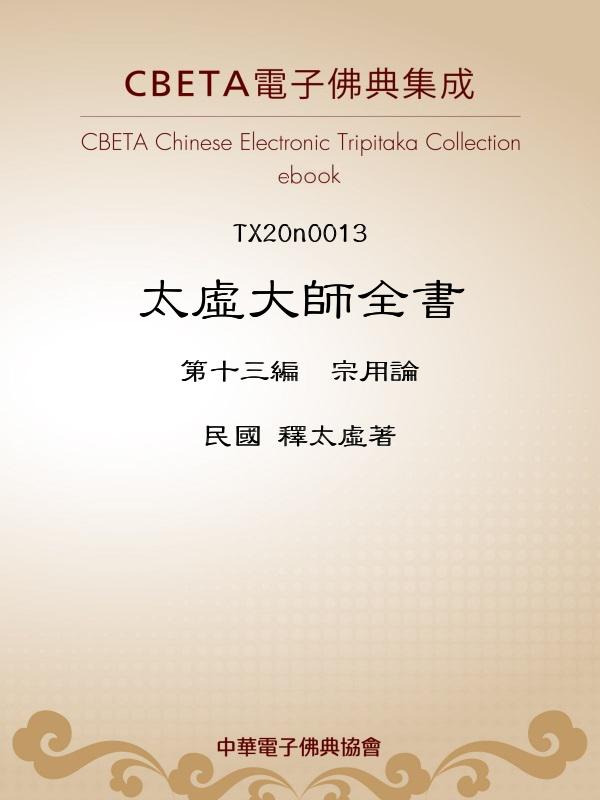 CBETA電子佛典集成
CBETA Chinese Electronic Tripitaka Collection
ebook
TX20n0013
太虛大師全書
第十三編　宗用論
民國 釋太虛著
中華電子佛典協會